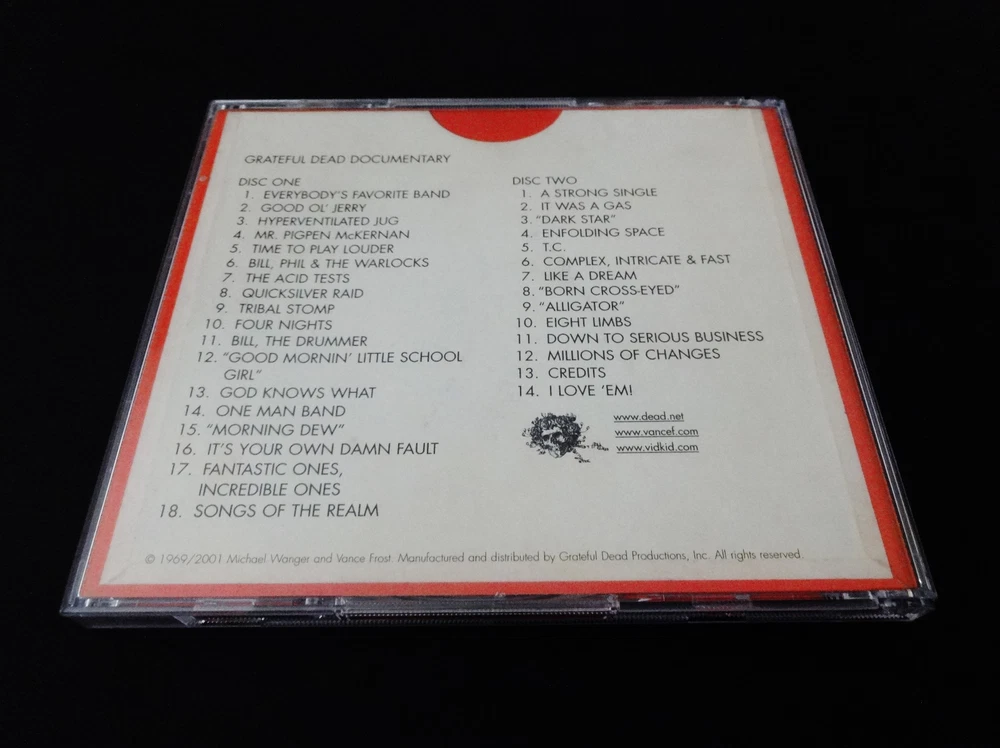 GRATEFUL DEAD DOCUMENTARY
DISC ONE
1. EVERYBODY'S FAVORITE BAND
2. GOOD OL' JERRY
3. HYPERVENTILATED JUG
4. MR. PIGPEN McKERNAN
5. TIME TO PLAY LOUDER
6. BILL, PHIL & THE WARLOCKS
7. THE ACID TESTS
8. QUICKSILVER RAID
9. TRIBAL STOMP
10. FOUR NIGHTS
11. BILL, THE DRUMMER
12. "GOOD MORNIN' LITTLE SCHOOL
GIRL"
13. GOD KNOWS WHAT
14. ONE MAN BAND
15. "MORNING DEW"
16. IT'S YOUR OWN DAMN FAULT
17. FANTASTIC ONES,
INCREDIBLE ONES
18. SONGS OF THE REALM
DISC TWO
1. A STRONG SINGLE
2. IT WAS A GAS
3. "DARK STAR"
4. ENFOLDING SPACE
5. T.C.
6. COMPLEX, INTRICATE & FAST
7. LIKE A DREAM
8. "BORN CROSS-EYED"
9. "ALLIGATOR"
10. EIGHT LIMBS
11. DOWN TO SERIOUS BUSINESS
12. MILLIONS OF CHANGES
13. CREDITS
14. I LOVE 'EM!
www.dead.net
www.vancef.com
www.vidkid.com
© 1969/2001 Michael Wanger and Vance Frost. Manufactured and distributed by Grateful Dead Productions, Inc. All rights reserved.